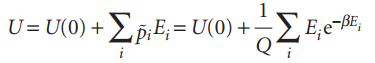 U = U(0) + ∑_i p̃_i E_i = U(0) + 1/Q ∑_i E_i e^{−βE_i}